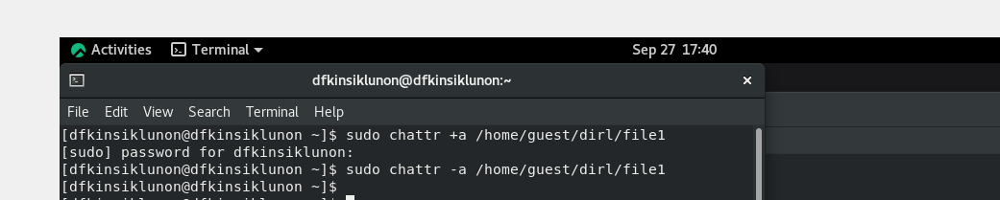 Activities Terminal Sep 27 17:40
dfkinsiklunon@dfkinsiklunon:~ ×
File Edit View Search Terminal Help
[dfkinsiklunon@dfkinsiklunon ~]$ sudo chattr +a /home/guest/dirl/file1
[sudo] password for dfkinsiklunon:
[dfkinsiklunon@dfkinsiklunon ~]$ sudo chattr -a /home/guest/dirl/file1
[dfkinsiklunon@dfkinsiklunon ~]$